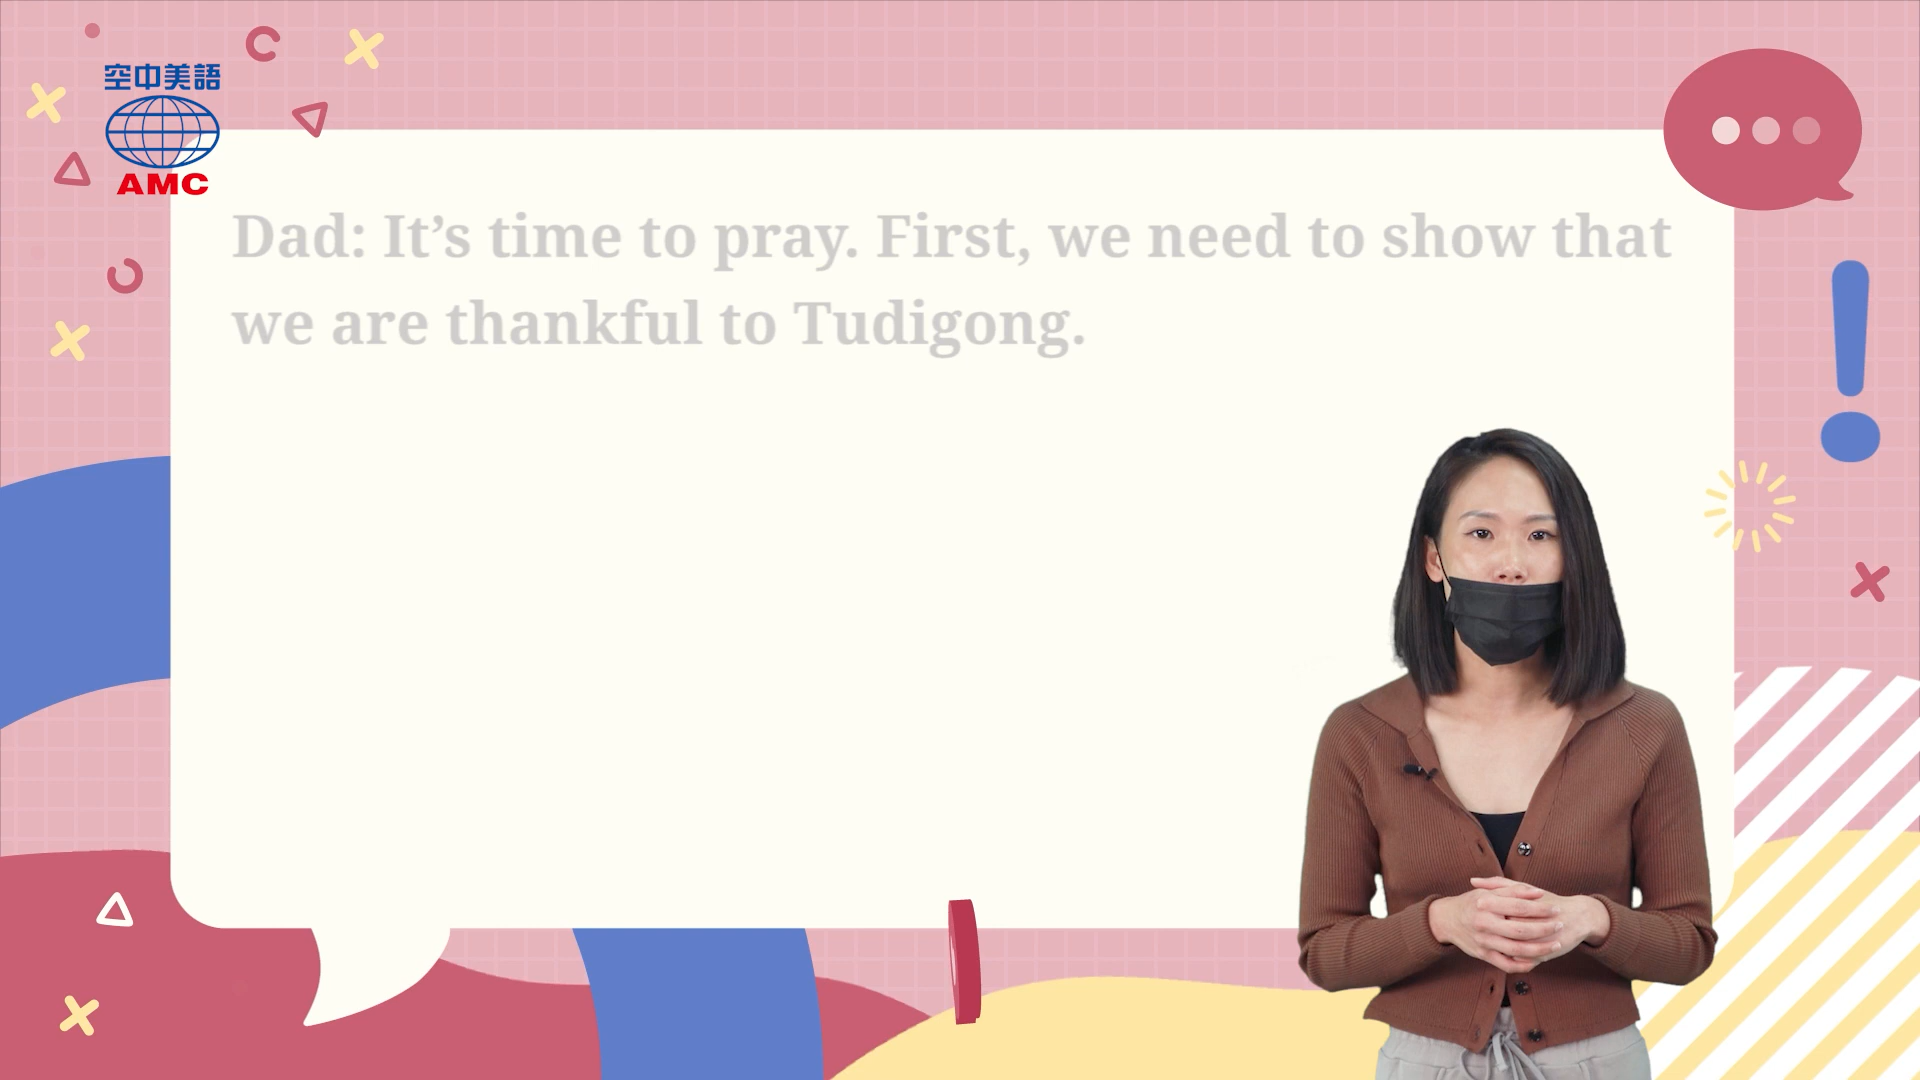 空中美語
AMC
Dad: It’s time to pray. First, we need to show that
we are thankful to Tudigong.